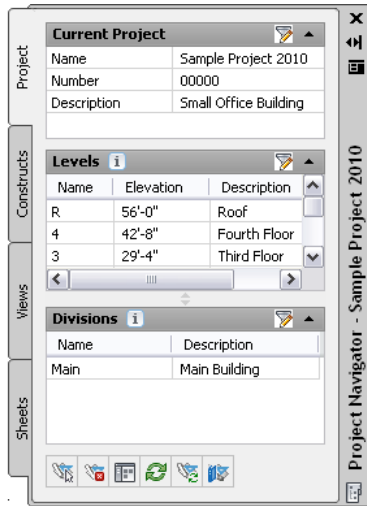 Project
Constructs
Views
Sheets
Current Project
Name Sample Project 2010
Number 00000
Description Small Office Building
Levels i
Name Elevation Description
R 56'-0" Roof
4 42'-8" Fourth Floor
3 29'-4" Third Floor
Divisions i
Name Description
Main Main Building
Project Navigator - Sample Project 2010